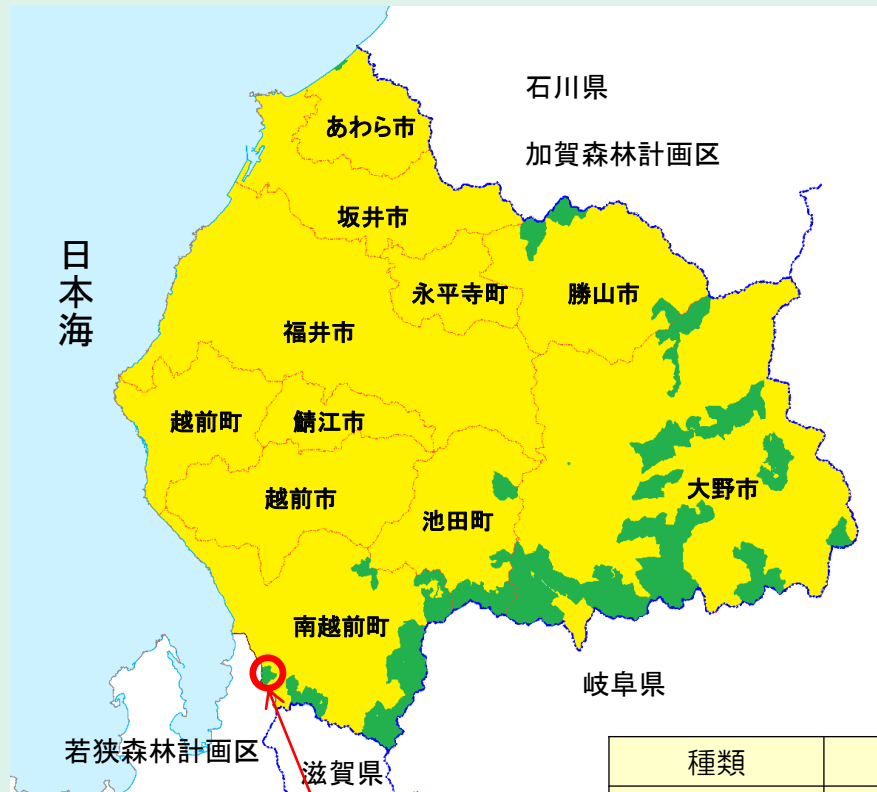 石川県
加賀森林計画区
あわら市
坂井市
日本海
永平寺町
勝山市
福井市
越前町
鯖江市
越前市
池田町
大野市
南越前町
岐阜県
若狭森林計画区
滋賀県
種類